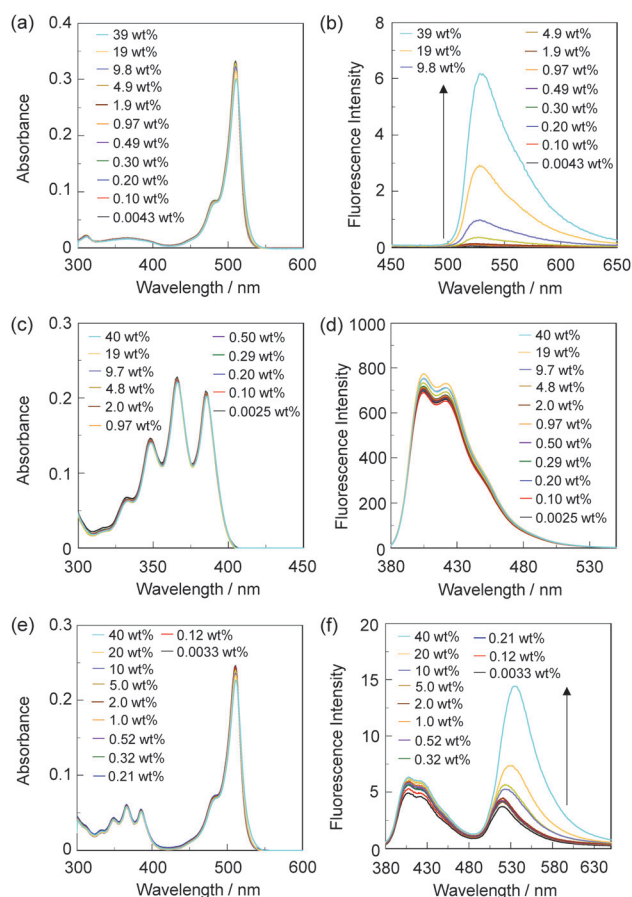 (a)
Absorbance
0.4
0.3
0.2
0.1
0
300 400 500 600
Wavelength / nm
39 wt%
19 wt%
9.8 wt%
4.9 wt%
1.9 wt%
0.97 wt%
0.49 wt%
0.30 wt%
0.20 wt%
0.10 wt%
0.0043 wt%
(b)
Fluorescence Intensity
8
6
4
2
0
450 500 550 600 650
Wavelength / nm
39 wt%
19 wt%
9.8 wt%
4.9 wt%
1.9 wt%
0.97 wt%
0.49 wt%
0.30 wt%
0.20 wt%
0.10 wt%
0.0043 wt%
(c)
Absorbance
0.3
0.2
0.1
0
300 350 400 450
Wavelength / nm
40 wt%
19 wt%
9.7 wt%
4.8 wt%
2.0 wt%
0.97 wt%
0.50 wt%
0.29 wt%
0.20 wt%
0.10 wt%
0.0025 wt%
(d)
Fluorescence Intensity
1000
800
600
400
200
0
380 430 480 530
Wavelength / nm
40 wt%
19 wt%
9.7 wt%
4.8 wt%
2.0 wt%
0.97 wt%
0.50 wt%
0.29 wt%
0.20 wt%
0.10 wt%
0.0025 wt%
(e)
Absorbance
0.3
0.2
0.1
0
300 400 500 600
Wavelength / nm
40 wt%
20 wt%
10 wt%
5.0 wt%
2.0 wt%
1.0 wt%
0.52 wt%
0.32 wt%
0.21 wt%
0.12 wt%
0.0033 wt%
(f)
Fluorescence Intensity
20
15
10
5
0
380 430 480 530 580 630
Wavelength / nm
40 wt%
20 wt%
10 wt%
5.0 wt%
2.0 wt%
1.0 wt%
0.52 wt%
0.32 wt%
0.21 wt%
0.12 wt%
0.0033 wt%